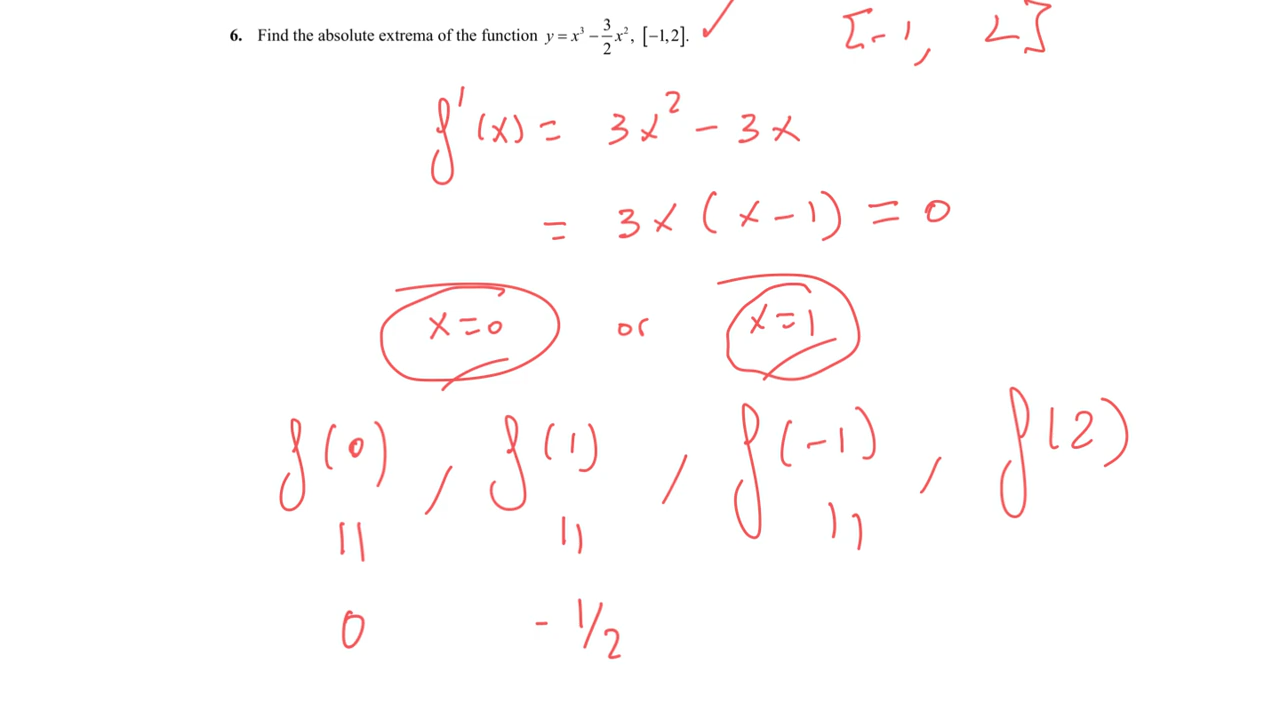 6. Find the absolute extrema of the function y = x³ − 3/2 x², [−1,2]. ✓ [-1, 2]
f'(x) = 3x² - 3x
= 3x(x-1) = 0
x=0 or x=1
f(0), f(1), f(-1), f(2)
= = =
0 -1/2